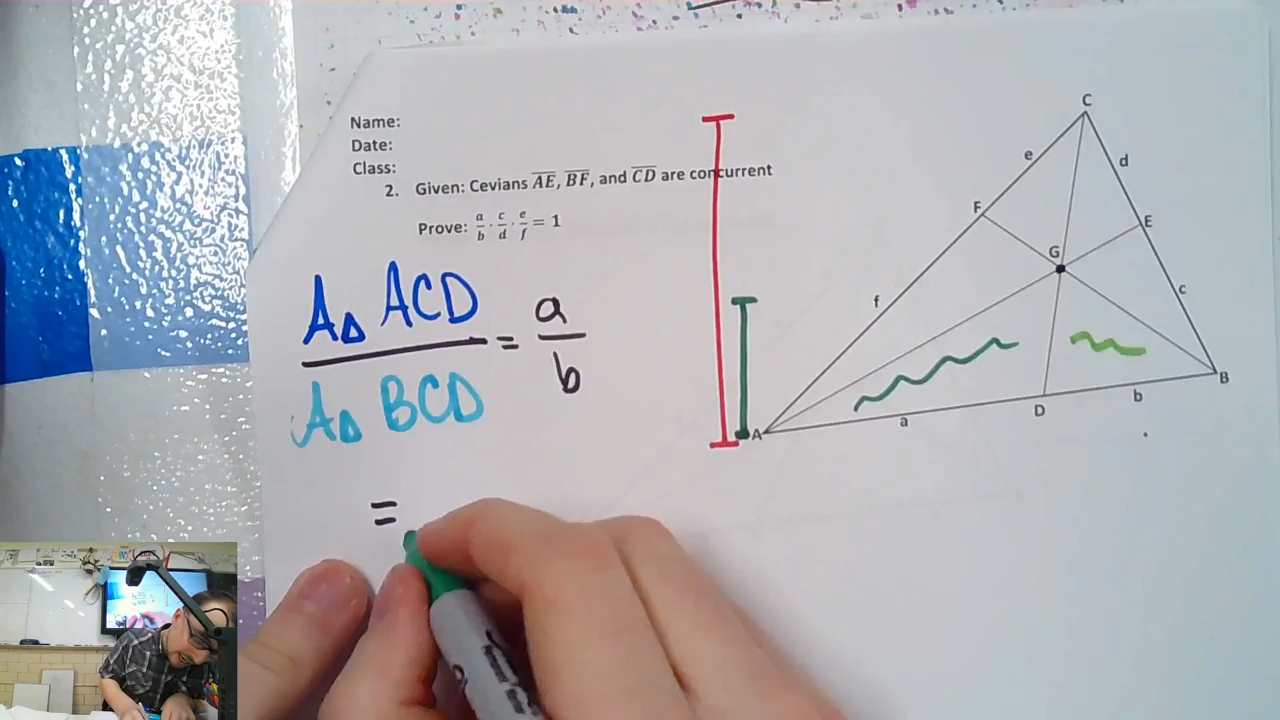 Name:
Date:
Class:
2. Given: Cevians AE, BF, and CD are concurrent
Prove: a/b · c/d · e/f = 1
A△ ACD
A△ BCD
= a/b
=
C
e
d
F
E
G
f
c
B
A
a
D
b